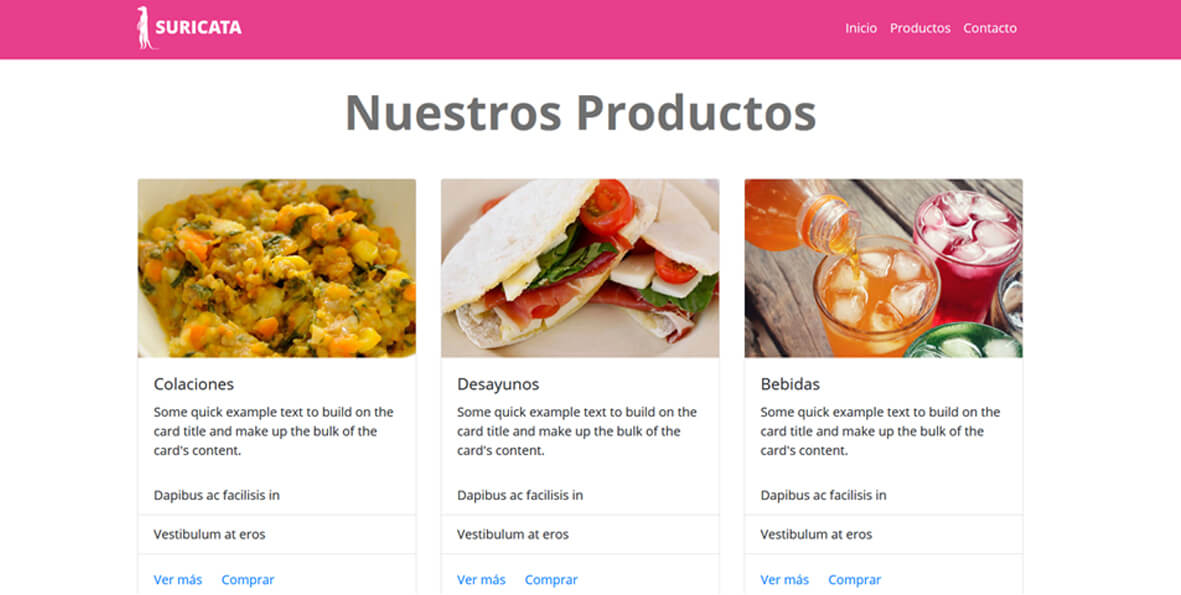 SURICATA
Inicio Productos Contacto
Nuestros Productos
Colaciones
Some quick example text to build on the
card title and make up the bulk of the
card's content.
Dapibus ac facilisis in
Vestibulum at eros
Ver más Comprar
Desayunos
Some quick example text to build on the
card title and make up the bulk of the
card's content.
Dapibus ac facilisis in
Vestibulum at eros
Ver más Comprar
Bebidas
Some quick example text to build on the
card title and make up the bulk of the
card's content.
Dapibus ac facilisis in
Vestibulum at eros
Ver más Comprar